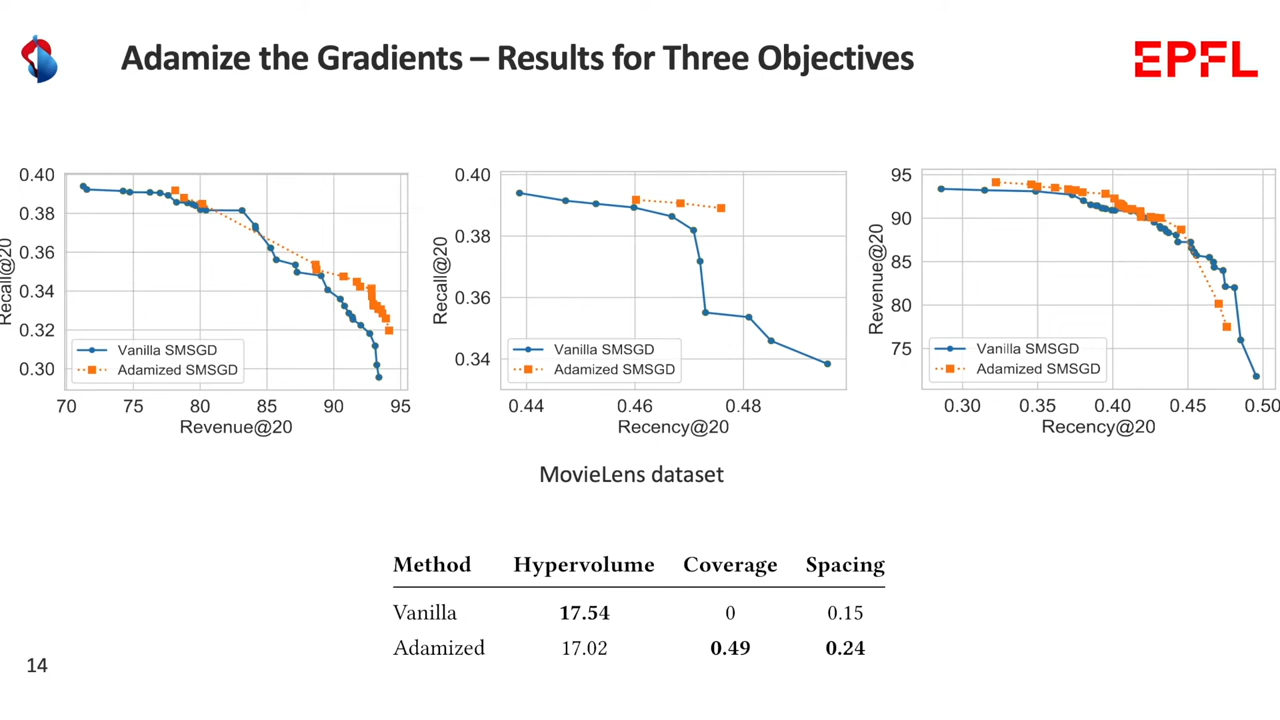 Adamize the Gradients – Results for Three Objectives
EPFL
0.40
0.38
0.36
0.34
0.32
0.30
Recall@20
Vanilla SMSGD
Adamized SMSGD
70 75 80 85 90 95
Revenue@20
0.40
0.38
0.36
0.34
Recall@20
Vanilla SMSGD
Adamized SMSGD
0.44 0.46 0.48
Recency@20
95
90
85
80
75
Revenue@20
Vanilla SMSGD
Adamized SMSGD
0.30 0.35 0.40 0.45 0.50
Recency@20
MovieLens dataset
Method Hypervolume Coverage Spacing
Vanilla 17.54 0 0.15
Adamized 17.02 0.49 0.24
14